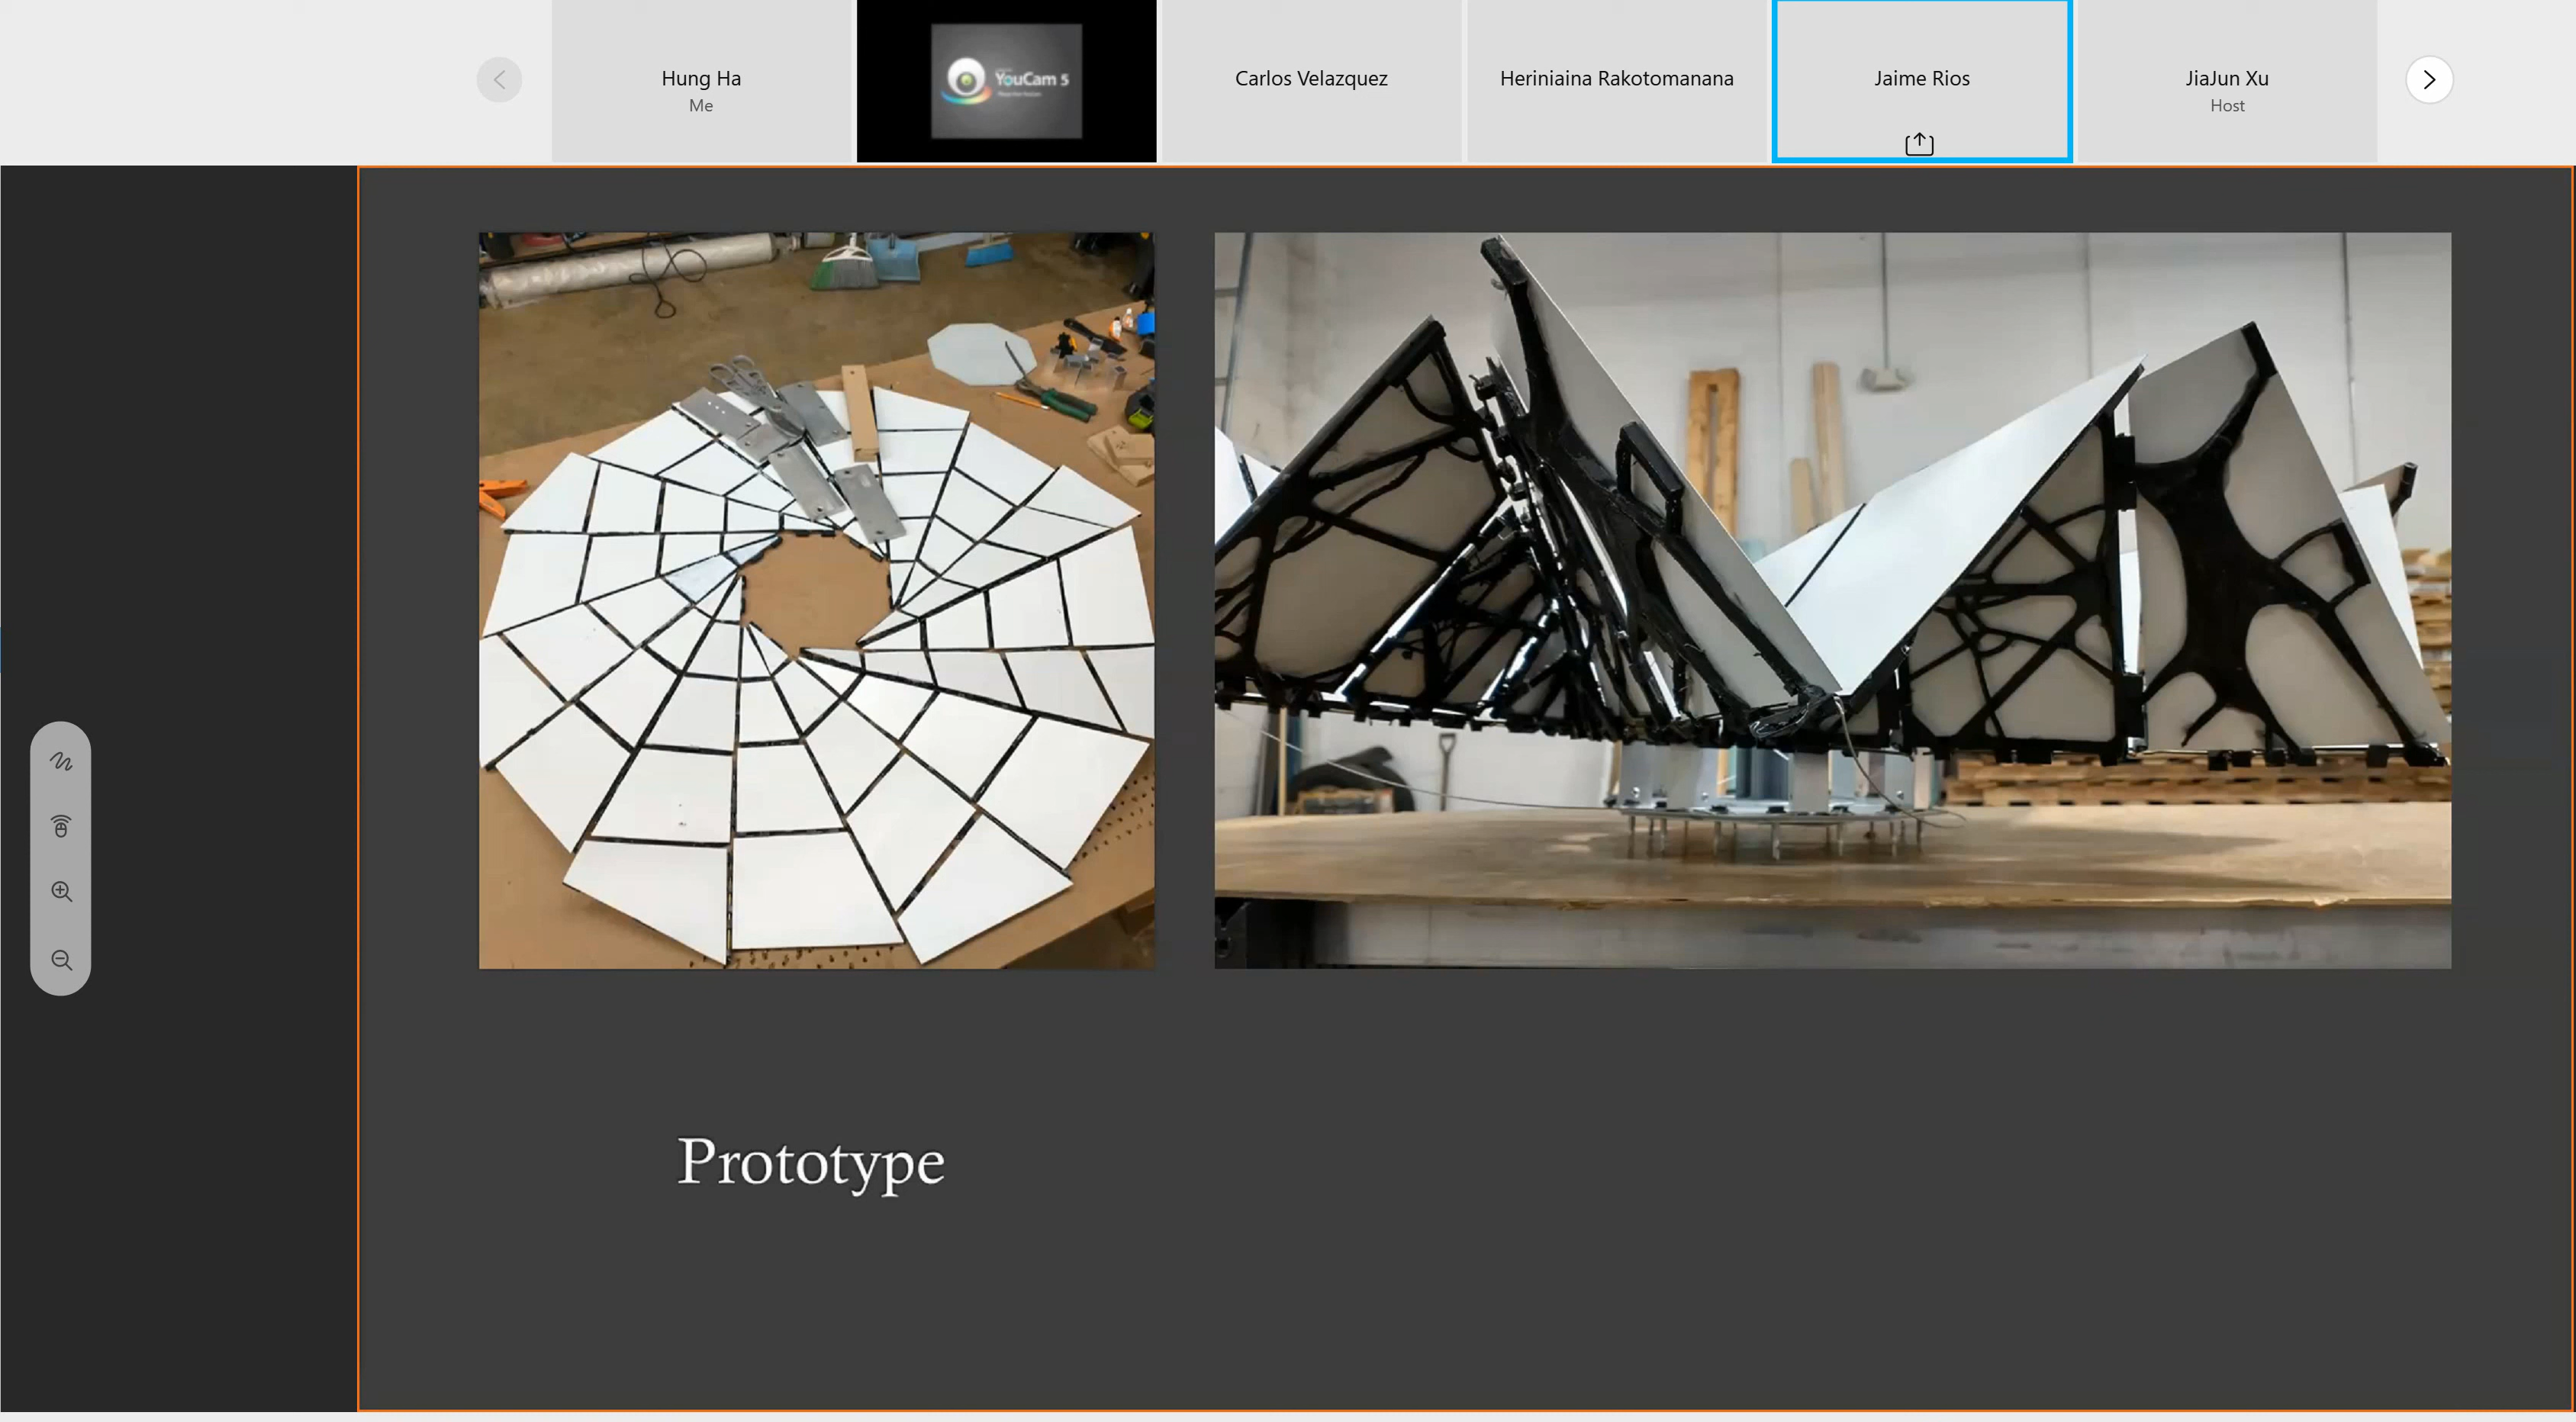 Hung Ha
Me
YouCam 5
Carlos Velazquez
Heriniaina Rakotomanana
Jaime Rios
JiaJun Xu
Host
Prototype